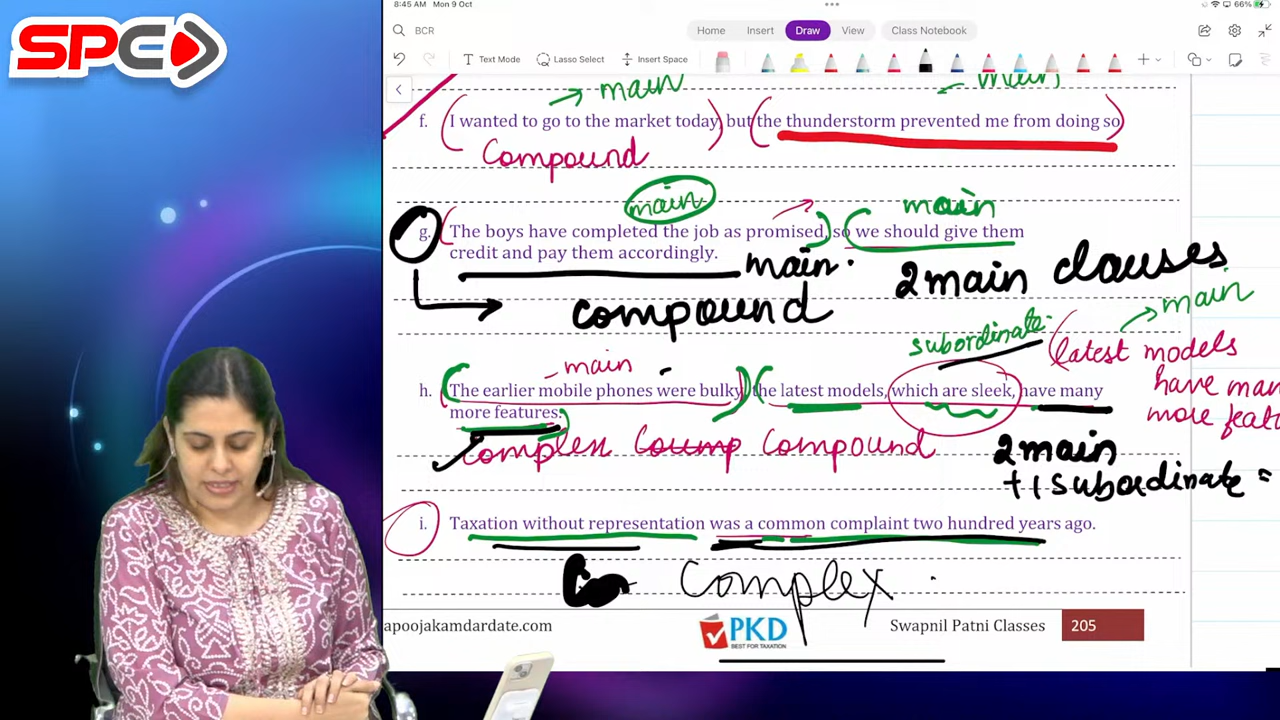 8:45 AM Mon 9 Oct
66%
SPC
BCR
Home Insert Draw View Class Notebook
Text Mode Lasso Select Insert Space
main
main
f. I wanted to go to the market today, but the thunderstorm prevented me from doing so
Compound
main
main
g. The boys have completed the job as promised, so we should give them
credit and pay them accordingly.
main.
2 main clauses
compound
main
subordinate
main
latest models
have man
more feat
h. The earlier mobile phones were bulky, the latest models, which are sleek, have many
more features.
complex Coump Compound
2 main
+ 1 subordinate =
i. Taxation without representation was a common complaint two hundred years ago.
Complex
apoojakamdardate.com
PKD
BEST FOR TAXATION
Swapnil Patni Classes
205